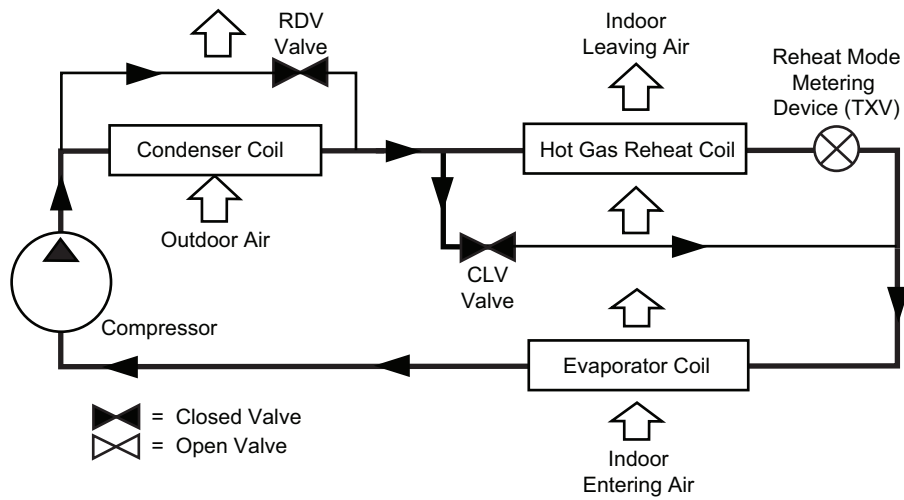 RDV
Valve
Indoor
Leaving Air
Reheat Mode
Metering
Device (TXV)
Condenser Coil
Hot Gas Reheat Coil
Outdoor Air
CLV
Valve
Compressor
Evaporator Coil
= Closed Valve
= Open Valve
Indoor
Entering Air